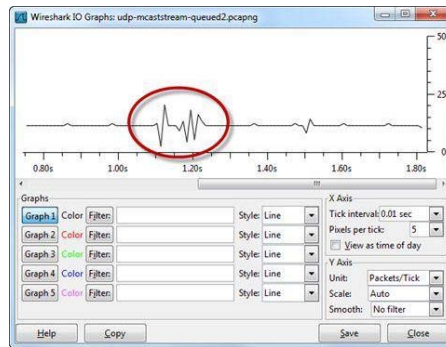 Wireshark IO Graphs: udp-mcaststream-queued2.pcapng
50
25
0
0.80s 1.00s 1.20s 1.40s 1.60s 1.80s
Graphs
Graph 1 Color Filter: Style: Line
Graph 2 Color Filter: Style: Line
Graph 3 Color Filter: Style: Line
Graph 4 Color Filter: Style: Line
Graph 5 Color Filter: Style: Line
X Axis
Tick interval: 0.01 sec
Pixels per tick: 5
View as time of day
Y Axis
Unit: Packets/Tick
Scale: Auto
Smooth: No filter
Help Copy Save Close